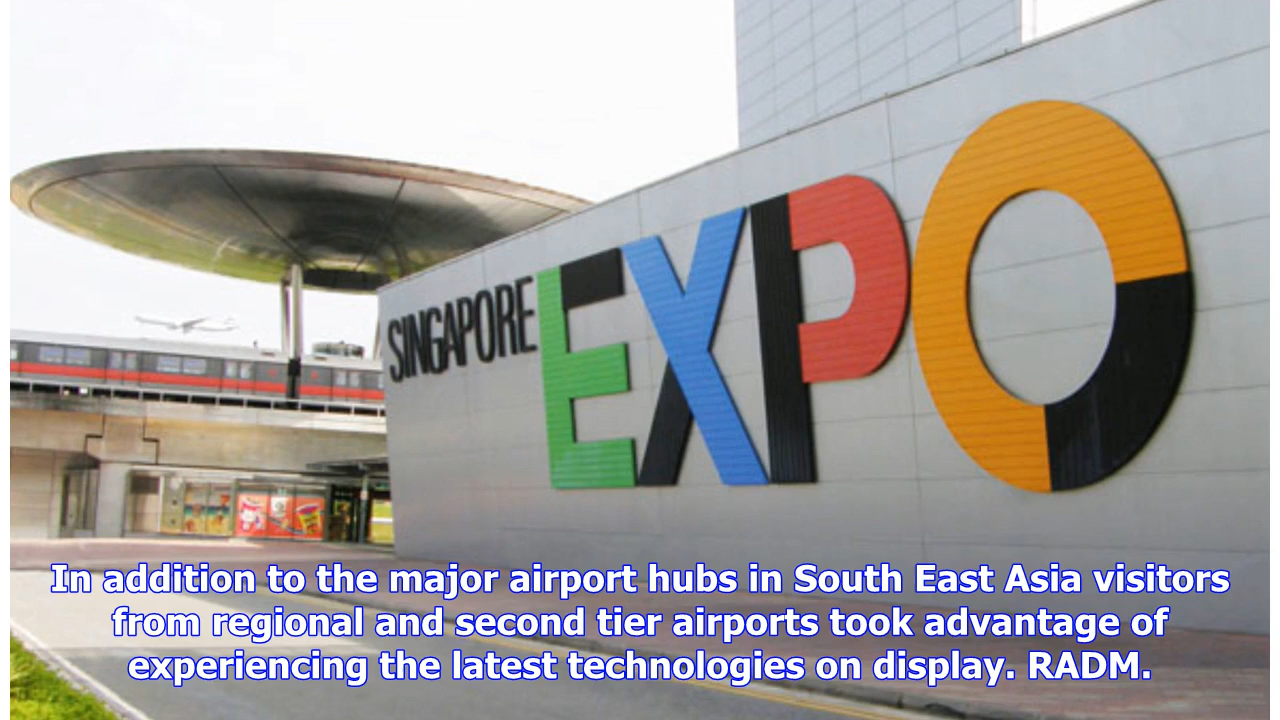 SINGAPORE EXPO
In addition to the major airport hubs in South East Asia visitors
from regional and second tier airports took advantage of
experiencing the latest technologies on display. RADM.